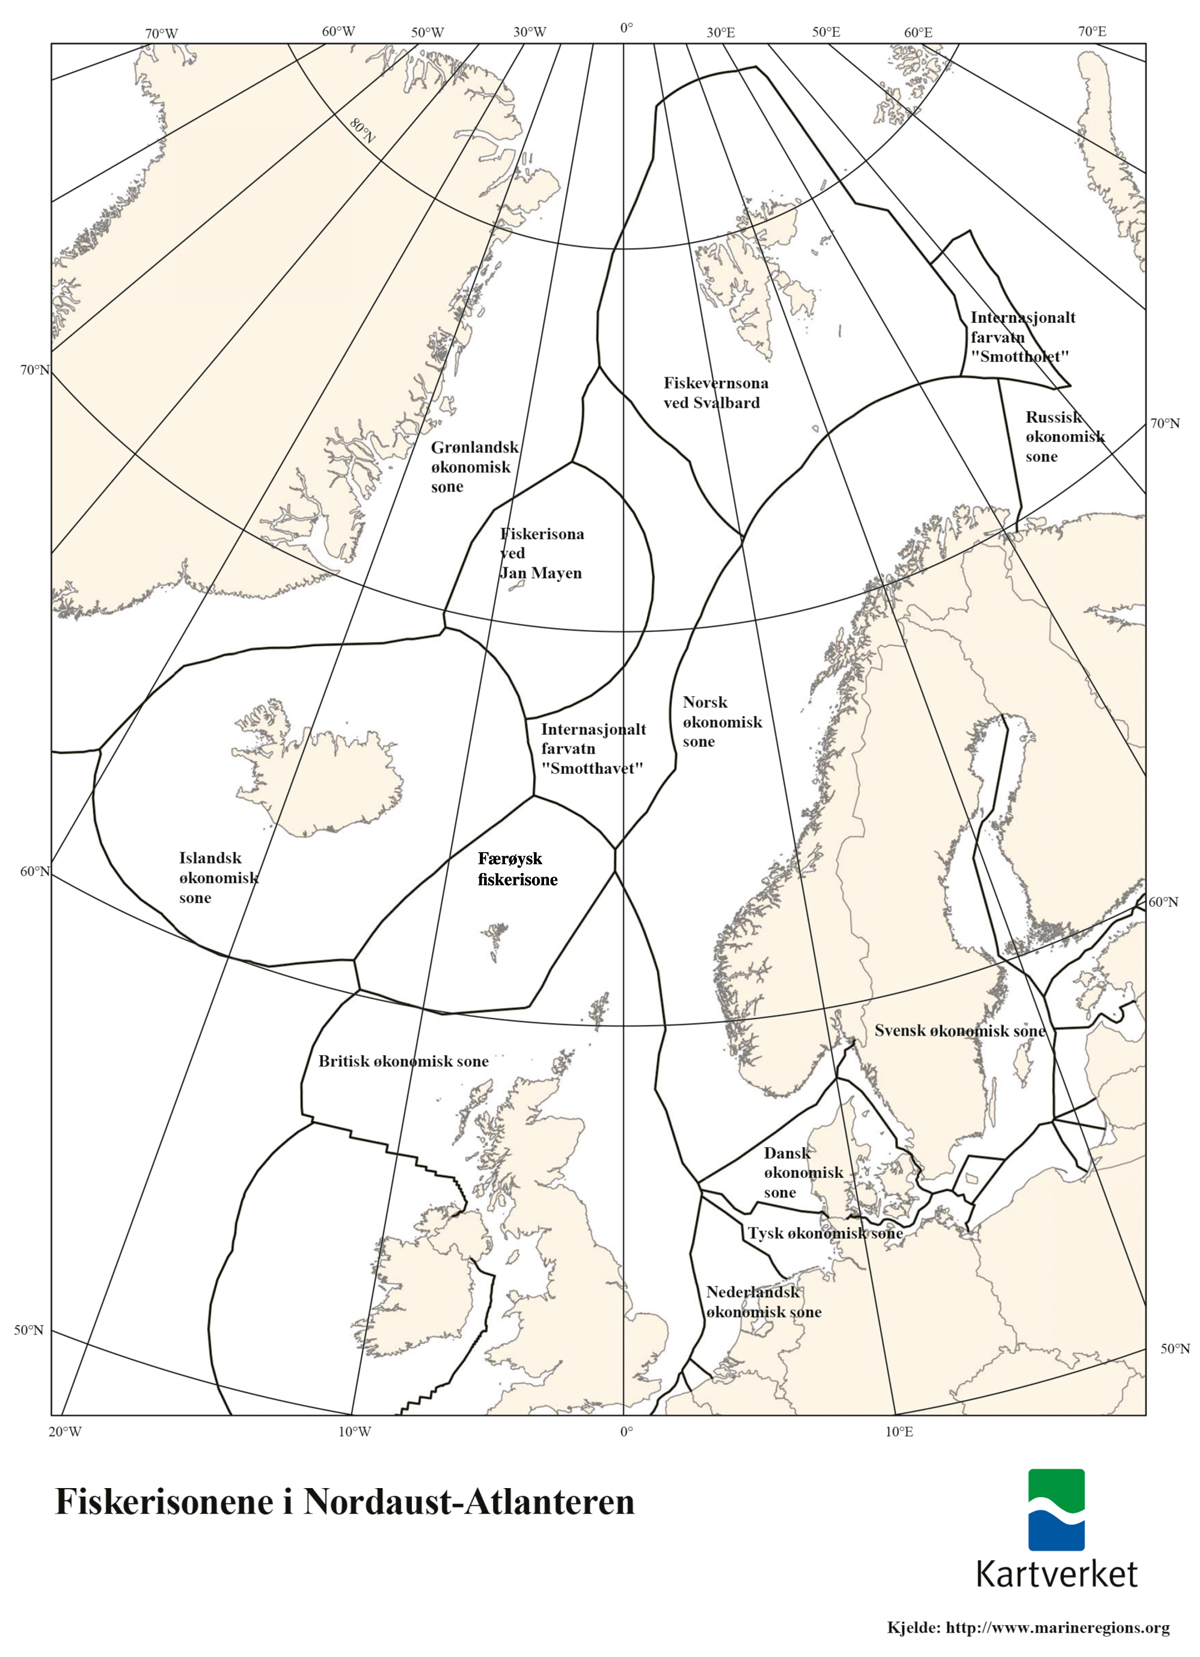 70°W
60°W
50°W
30°W
0°
30°E
50°E
60°E
70°E
80°N
Internasjonalt
farvatn
"Smottholet"
70°N
Fiskevernsona
ved Svalbard
Russisk
økonomisk
sone
70°N
Grønlandsk
økonomisk
sone
Fiskerisona
ved
Jan Mayen
Norsk
økonomisk
sone
Internasjonalt
farvatn
"Smotthavet"
Islandsk
økonomisk
sone
Færøysk
fiskerisone
60°N
60°N
Svensk økonomisk sone
Britisk økonomisk sone
Dansk
økonomisk
sone
Tysk økonomisk sone
Nederlandsk
økonomisk sone
50°N
50°N
20°W
10°W
0°
10°E
Fiskerisonene i Nordaust-Atlanteren
Kartverket
Kjelde: http://www.marineregions.org